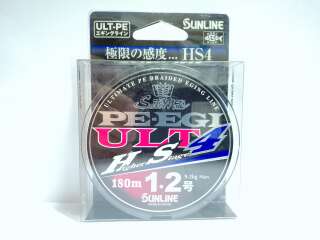 ULT-PE
エギングライン
SUNLINE
極限の感度... HS4
ULTIMATE PE BRAIDED EGING LINE
PE-EGI
ULT
4
180m 1・2号
SUNLINE